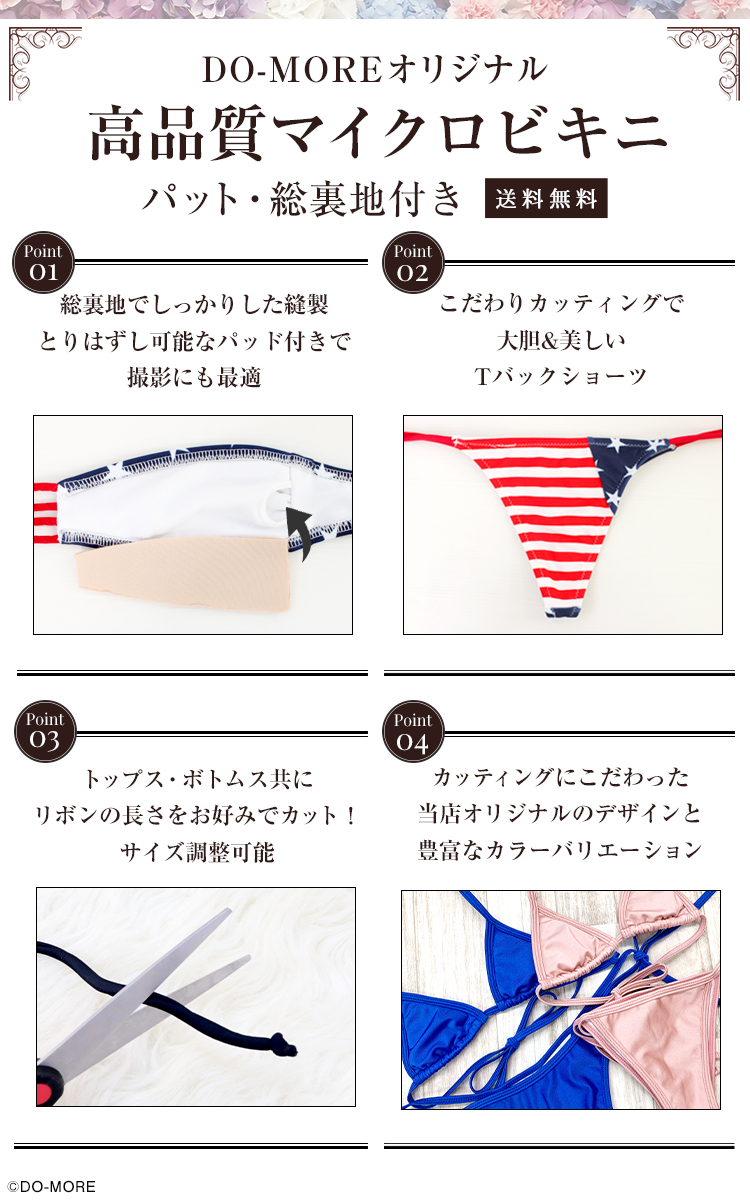 DO-MOREオリジナル
高品質マイクロビキニ
パット・総裏地付き 送料無料
Point
01
総裏地でしっかりした縫製
とりはずし可能なパッド付きで
撮影にも最適
Point
02
こだわりカッティングで
大胆&美しい
Tバックショーツ
Point
03
トップス・ボトムス共に
リボンの長さをお好みでカット！
サイズ調整可能
Point
04
カッティングにこだわった
当店オリジナルのデザインと
豊富なカラーバリエーション
©DO-MORE